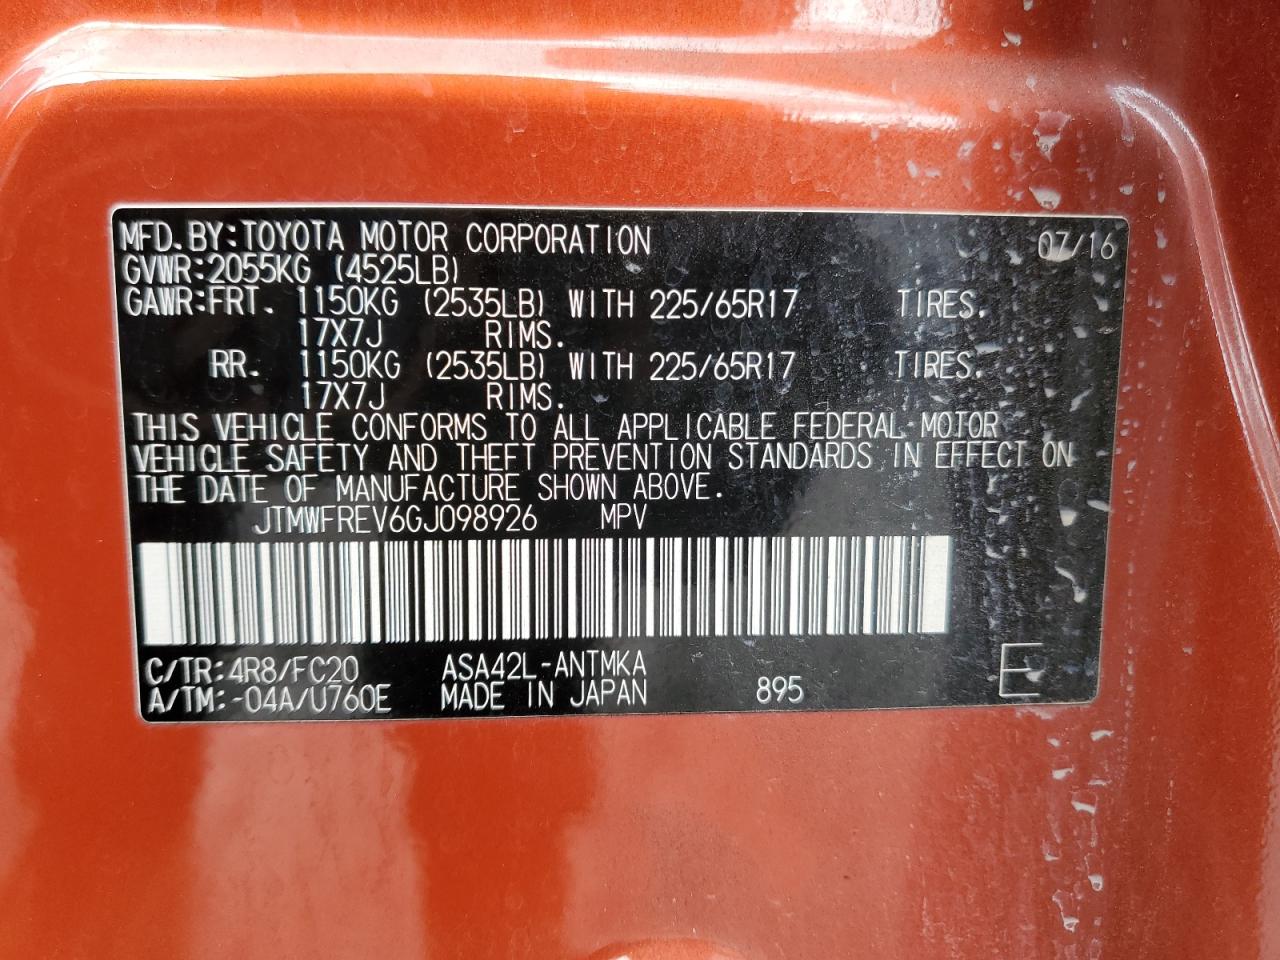 MFD. BY: TOYOTA MOTOR CORPORATION 07/16
GVWR: 2055KG (4525LB)
GAWR: FRT. 1150KG (2535LB) WITH 225/65R17 TIRES.
17X7J RIMS.
RR. 1150KG (2535LB) WITH 225/65R17 TIRES.
17X7J RIMS.
THIS VEHICLE CONFORMS TO ALL APPLICABLE FEDERAL MOTOR
VEHICLE SAFETY AND THEFT PREVENTION STANDARDS IN EFFECT ON
THE DATE OF MANUFACTURE SHOWN ABOVE.
JTMWFREV6GJ098926 MPV
C/TR: 4R8/FC20 ASA42L-ANTMKA
A/TM: -04A/U760E MADE IN JAPAN 895 E